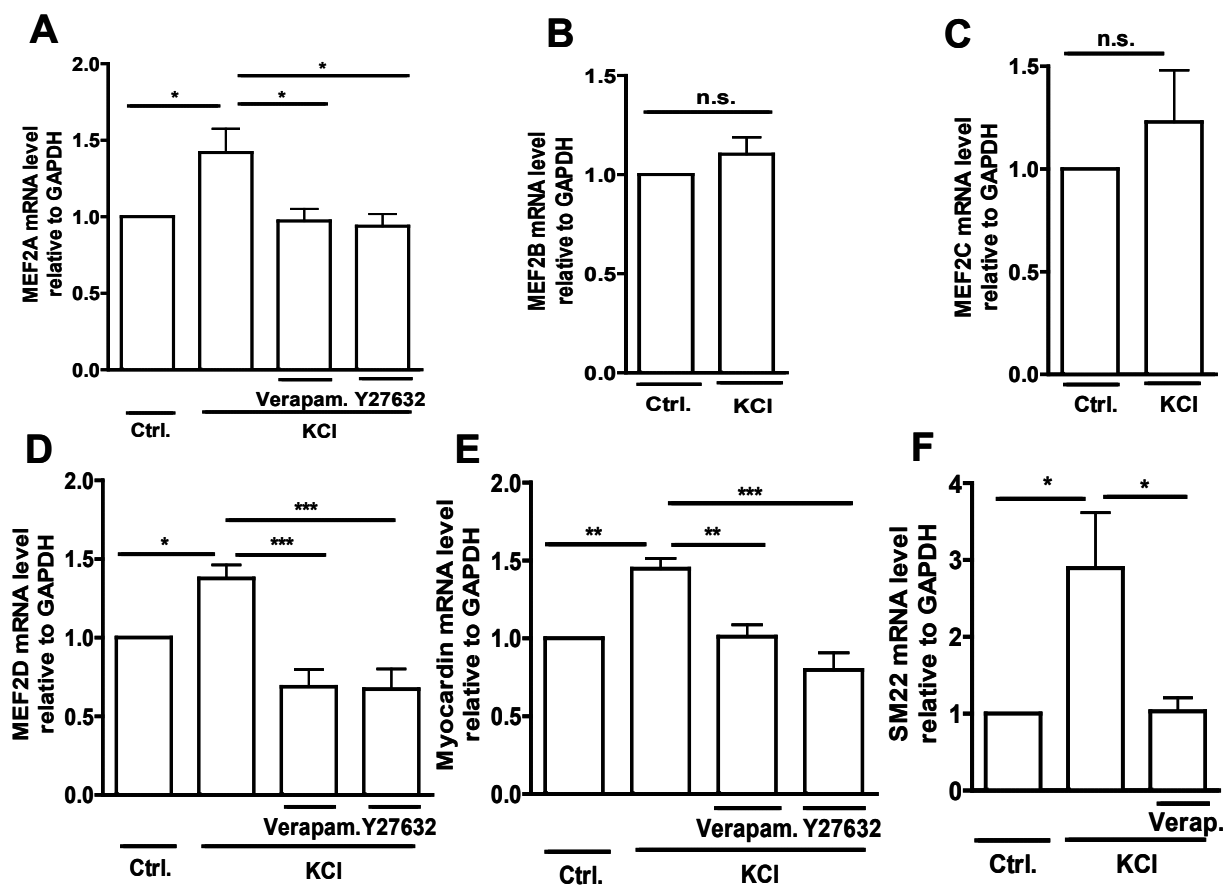 A
MEF2A mRNA level
relative to GAPDH
2.0
1.5
1.0
0.5
0.0
*
*
*
Verapam. Y27632
Ctrl.
KCl
B
MEF2B mRNA level
relative to GAPDH
1.5
1.0
0.5
0.0
n.s.
Ctrl.
KCl
C
MEF2C mRNA level
relative to GAPDH
1.5
1.0
0.5
0.0
n.s.
Ctrl.
KCl
D
MEF2D mRNA level
relative to GAPDH
2.0
1.5
1.0
0.5
0.0
*
***
***
Verapam. Y27632
Ctrl.
KCl
E
Myocardin mRNA level
relative to GAPDH
2.0
1.5
1.0
0.5
0.0
**
**
***
Verapam. Y27632
Ctrl.
KCl
F
SM22 mRNA level
relative to GAPDH
4
3
2
1
0
*
*
Verap.
Ctrl.
KCl